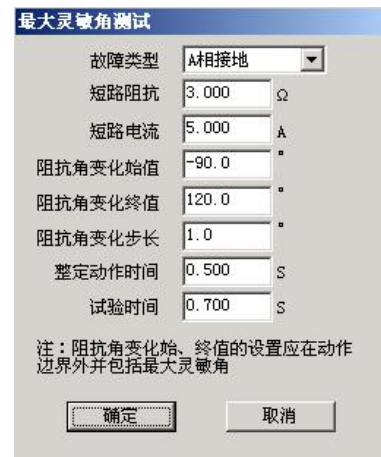 最大灵敏角测试
故障类型 A相接地
短路阻抗 3.000 Ω
短路电流 5.000 A
阻抗角变化始值 -90.0 °
阻抗角变化终值 120.0 °
阻抗角变化步长 1.0 °
整定动作时间 0.500 S
试验时间 0.700 S
注：阻抗角变化始、终值的设置应在动作
边界外并包括最大灵敏角
确定 取消